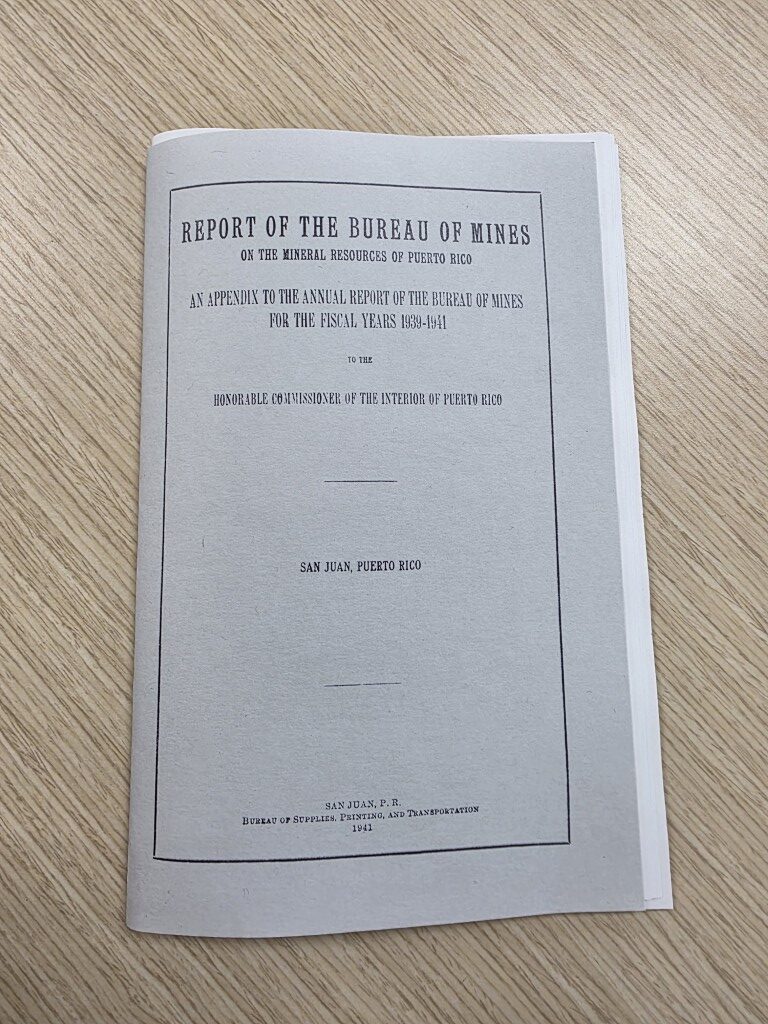 REPORT OF THE BUREAU OF MINES
ON THE MINERAL RESOURCES OF PUERTO RICO
AN APPENDIX TO THE ANNUAL REPORT OF THE BUREAU OF MINES
FOR THE FISCAL YEARS 1939-1941
TO THE
HONORABLE COMMISSIONER OF THE INTERIOR OF PUERTO RICO
SAN JUAN, PUERTO RICO
SAN JUAN, P. R.
BUREAU OF SUPPLIES, PRINTING, AND TRANSPORTATION
1941